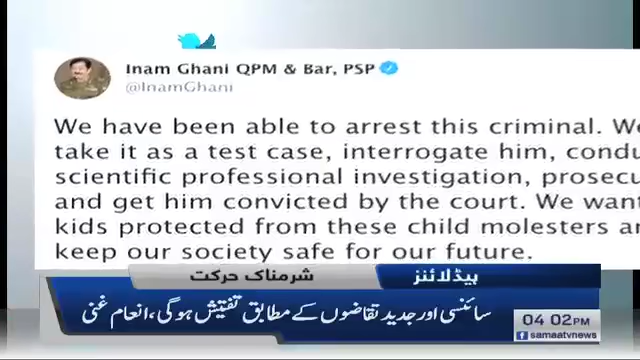 Inam Ghani QPM & Bar, PSP
@InamGhani
We have been able to arrest this criminal. We
take it as a test case, interrogate him, condu
scientific professional investigation, prosecu
and get him convicted by the court. We want
kids protected from these child molesters an
keep our society safe for our future.
ہیڈلائنز
شرمناک حرکت
سائنسی اور جدید تقاضوں کے مطابق تفتیش ہوگی، انعام غنی
04 02PM
samaatvnews